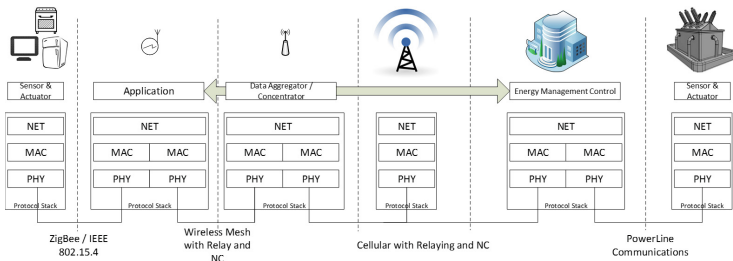 Sensor &
Actuator
Application
Data Aggregator /
Concentrator
Energy Management Control
Sensor &
Actuator
NET
NET
NET
NET
NET
NET
MAC
MAC
MAC
MAC
MAC
MAC
MAC
MAC
MAC
PHY
PHY
PHY
PHY
PHY
PHY
PHY
PHY
PHY
Protocol Stack
Protocol Stack
Protocol Stack
Protocol Stack
Protocol Stack
Protocol Stack
ZigBee / IEEE
802.15.4
Wireless Mesh
with Relay and
NC
Cellular with Relaying and NC
PowerLine
Communications